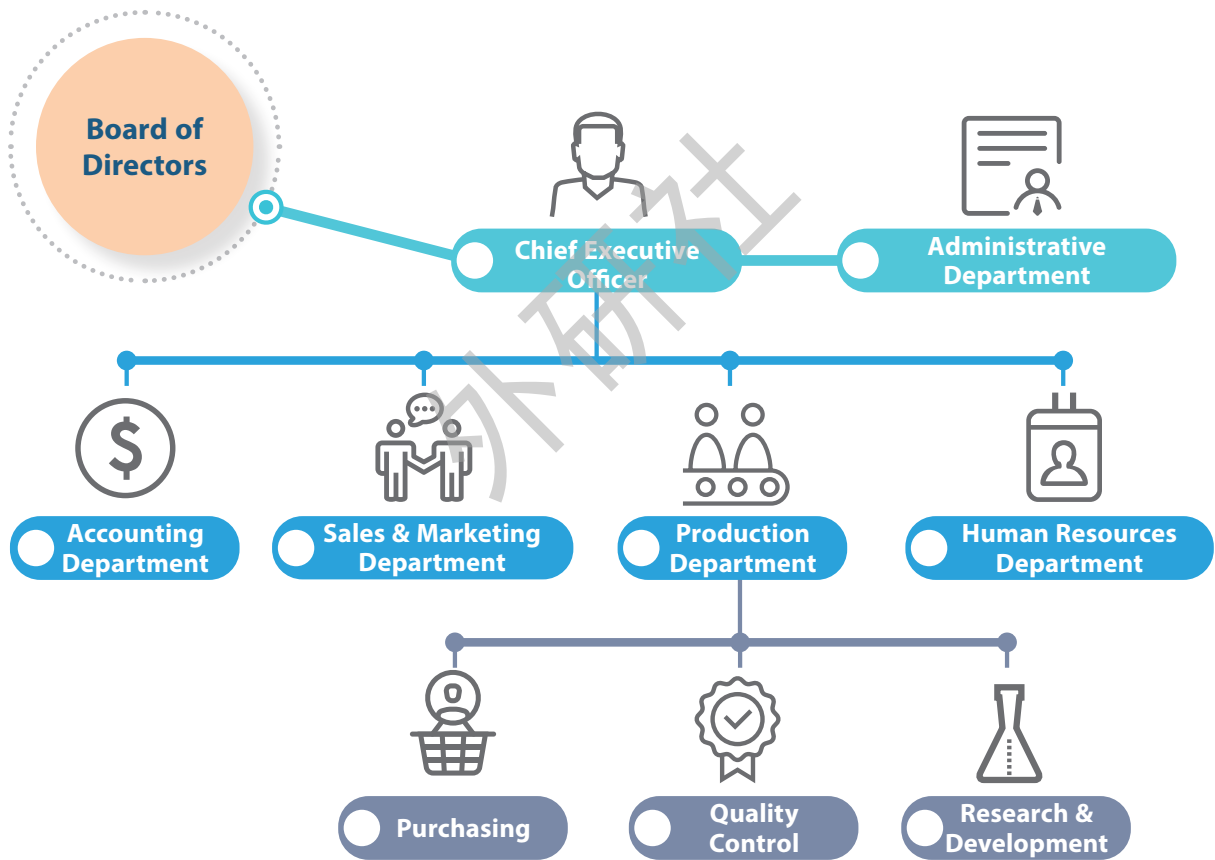 Board of
Directors
Chief Executive
Officer
Administrative
Department
外研社
Accounting
Department
Sales & Marketing
Department
Production
Department
Human Resources
Department
Purchasing
Quality
Control
Research &
Development